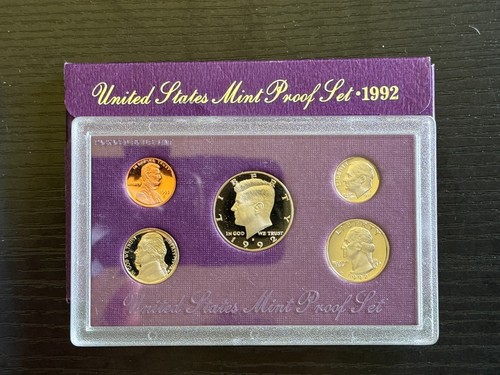 United States Mint Proof Set · 1992
LIBERTY
IN GOD WE TRUST
1992
United States Mint Proof Set